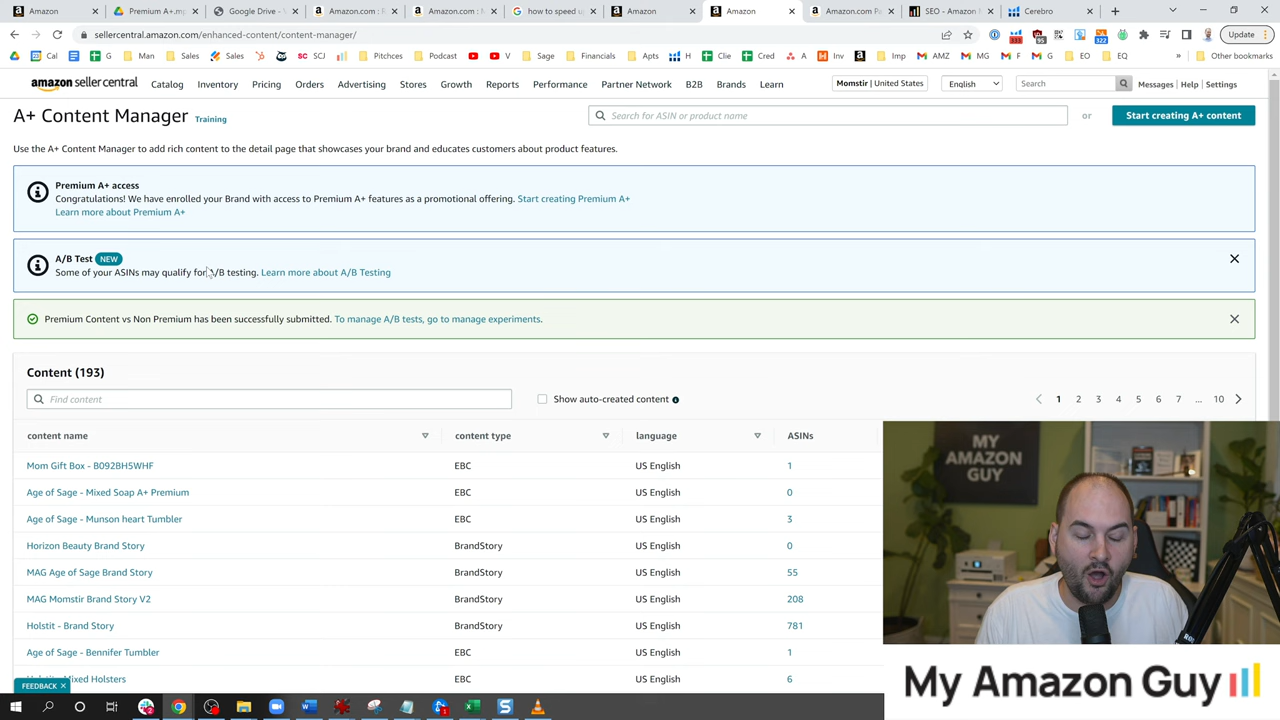 Amazon
Premium A+.mp
Google Drive - V
Amazon.com : R
Amazon.com : M
how to speed u
Amazon
Amazon
Amazon.com Pa
SEO - Amazon M
Cerebro
sellercentral.amazon.com/enhanced-content/content-manager/
Update
Cal
G
Man
Sales
Sales
SCJ
Pitches
Podcast
V
Sage
Financials
Apts
H
Clie
Cred
A
Inv
Imp
AMZ
MG
F
G
EO
EQ
Other bookmarks
amazon seller central
Catalog
Inventory
Pricing
Orders
Advertising
Stores
Growth
Reports
Performance
Partner Network
B2B
Brands
Learn
Momstir | United States
English
Search
Messages | Help | Settings
A+ Content Manager Training
Search for ASIN or product name
or
Start creating A+ content
Use the A+ Content Manager to add rich content to the detail page that showcases your brand and educates customers about product features.
Premium A+ access
Congratulations! We have enrolled your Brand with access to Premium A+ features as a promotional offering. Start creating Premium A+
Learn more about Premium A+
A/B Test NEW
Some of your ASINs may qualify for A/B testing. Learn more about A/B Testing
Premium Content vs Non Premium has been successfully submitted. To manage A/B tests, go to manage experiments.
Content (193)
Find content
Show auto-created content
1 2 3 4 5 6 7 ... 10
content name content type language ASINs
Mom Gift Box - B092BH5WHF EBC US English 1
Age of Sage - Mixed Soap A+ Premium EBC US English 0
Age of Sage - Munson heart Tumbler EBC US English 3
Horizon Beauty Brand Story BrandStory US English 0
MAG Age of Sage Brand Story BrandStory US English 55
MAG Momstir Brand Story V2 BrandStory US English 208
Holstit - Brand Story BrandStory US English 781
Age of Sage - Bennifer Tumbler EBC US English 1
Mixed Holsters EBC US English 6
FEEDBACK
MY
AMAZON
GUY
My Amazon Guy